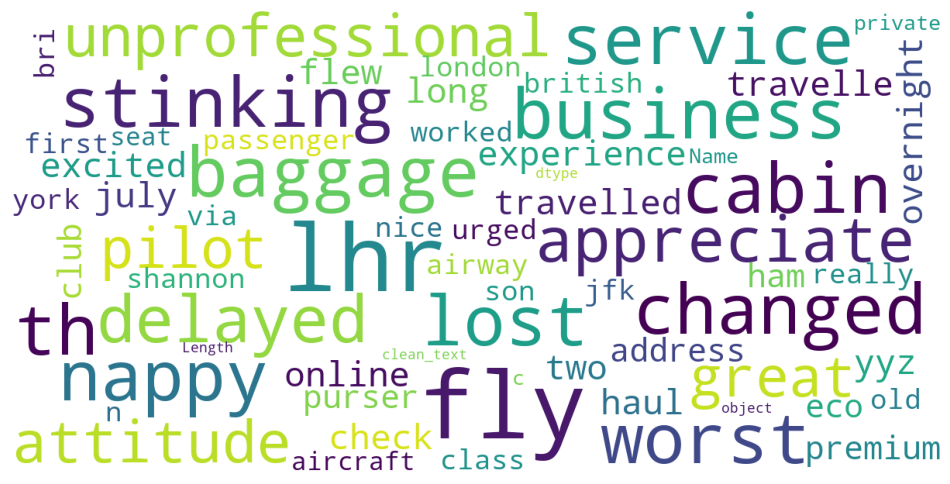 unprofessional service private
bri flew london british travelle overnight
stinking long business
first seat passenger worked experience Name
excited baggage dtype cabin
york july via nice travelled urged appreciate
club pilot lhr airway
shannon son jfk ham really
th delayed lost changed
Length clean_text address
nappy online two great yyz
n purser fly c haul object eco old
attitude check worst premium
aircraft class